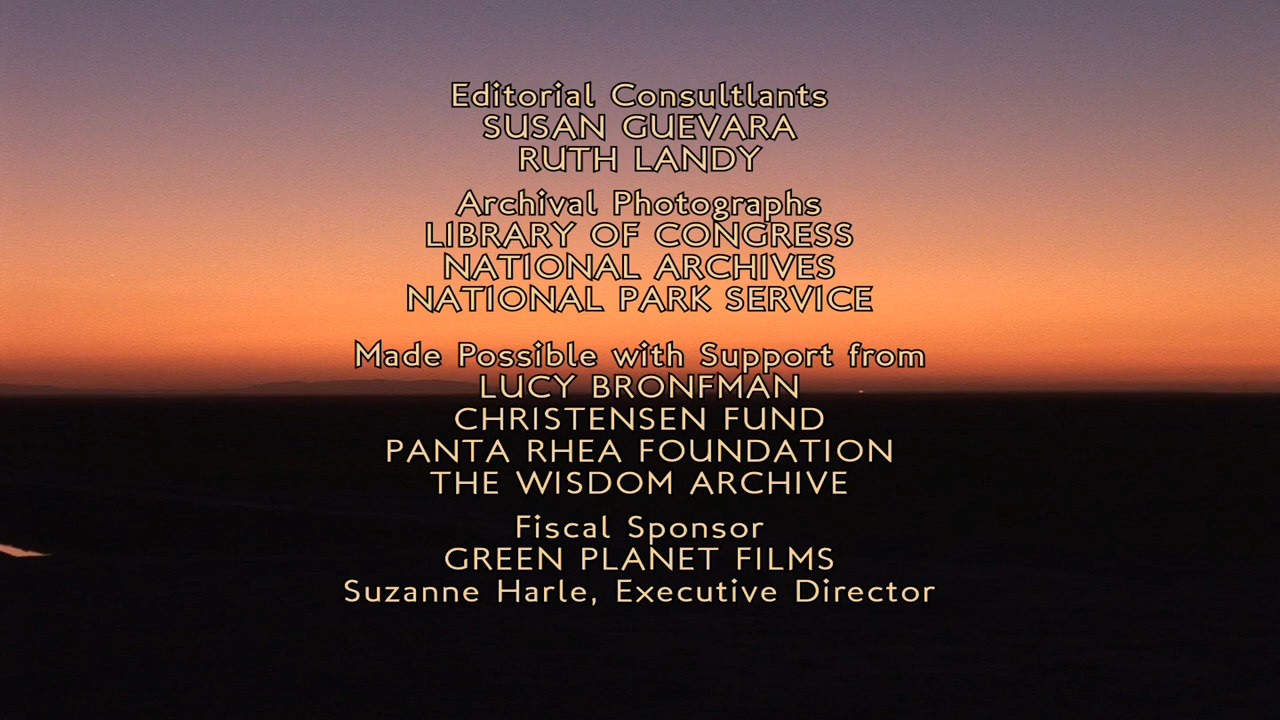 Editorial Consultlants
SUSAN GUEVARA
RUTH LANDY
Archival Photographs
LIBRARY OF CONGRESS
NATIONAL ARCHIVES
NATIONAL PARK SERVICE
Made Possible with Support from
LUCY BRONFMAN
CHRISTENSEN FUND
PANTA RHEA FOUNDATION
THE WISDOM ARCHIVE
Fiscal Sponsor
GREEN PLANET FILMS
Suzanne Harle, Executive Director